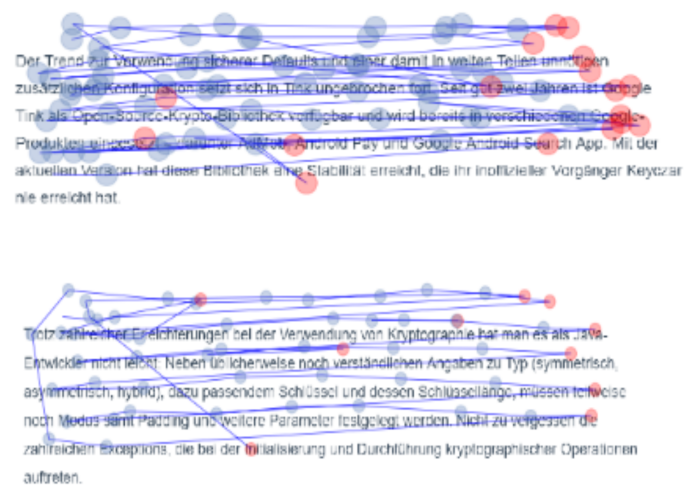 Der Trend zur Verwendung sicherer Defaults und einer damit in weiten Teilen unnötigen
zusätzlichen Konfiguration setzt sich in Tink ungebrochen fort. Seit gut zwei Jahren ist Google
Tink als Open-Source-Krypto-Bibliothek verfügbar und wird bereits in verschiedenen Google-
Produkten eingesetzt, darunter AdMob, Android Pay und Google Android Search App. Mit der
aktuellen Version hat diese Bibliothek eine Stabilität erreicht, die ihr inoffizieller Vorgänger Keyczar
nie erreicht hat.
Trotz zahlreicher Erleichterungen bei der Verwendung von Kryptographie hat man es als Java-
Entwickler nicht leicht. Neben üblicherweise noch verständlichen Angaben zu Typ (symmetrisch,
asymmetrisch, hybrid), dazu passendem Schlüssel und dessen Schlüssellänge, müssen teilweise
noch Modus samt Padding und weitere Parameter festgelegt werden. Nicht zu vergessen die
zahlreichen Exceptions, die bei der Initialisierung und Durchführung kryptographischer Operationen
auftreten.